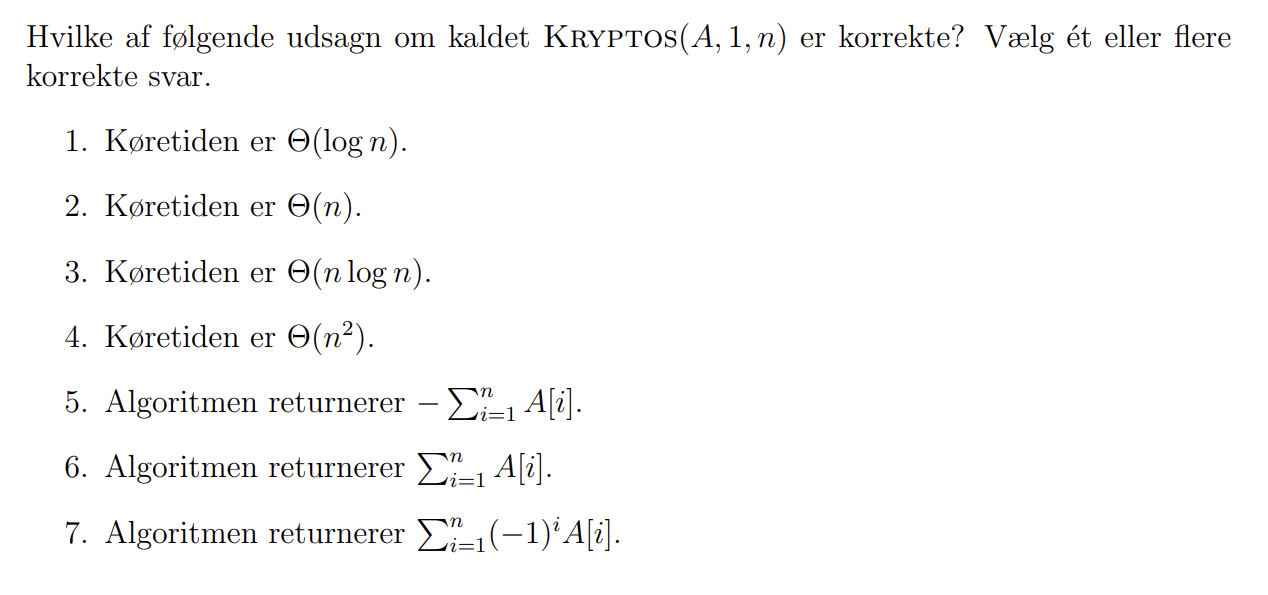 Hvilke af følgende udsagn om kaldet KRYPTOS(A, 1, n) er korrekte? Vælg ét eller flere
korrekte svar.
1. Køretiden er Θ(log n).
2. Køretiden er Θ(n).
3. Køretiden er Θ(n log n).
4. Køretiden er Θ(n²).
5. Algoritmen returnerer − ∑ⁿᵢ₌₁ A[i].
6. Algoritmen returnerer ∑ⁿᵢ₌₁ A[i].
7. Algoritmen returnerer ∑ⁿᵢ₌₁(−1)ⁱA[i].